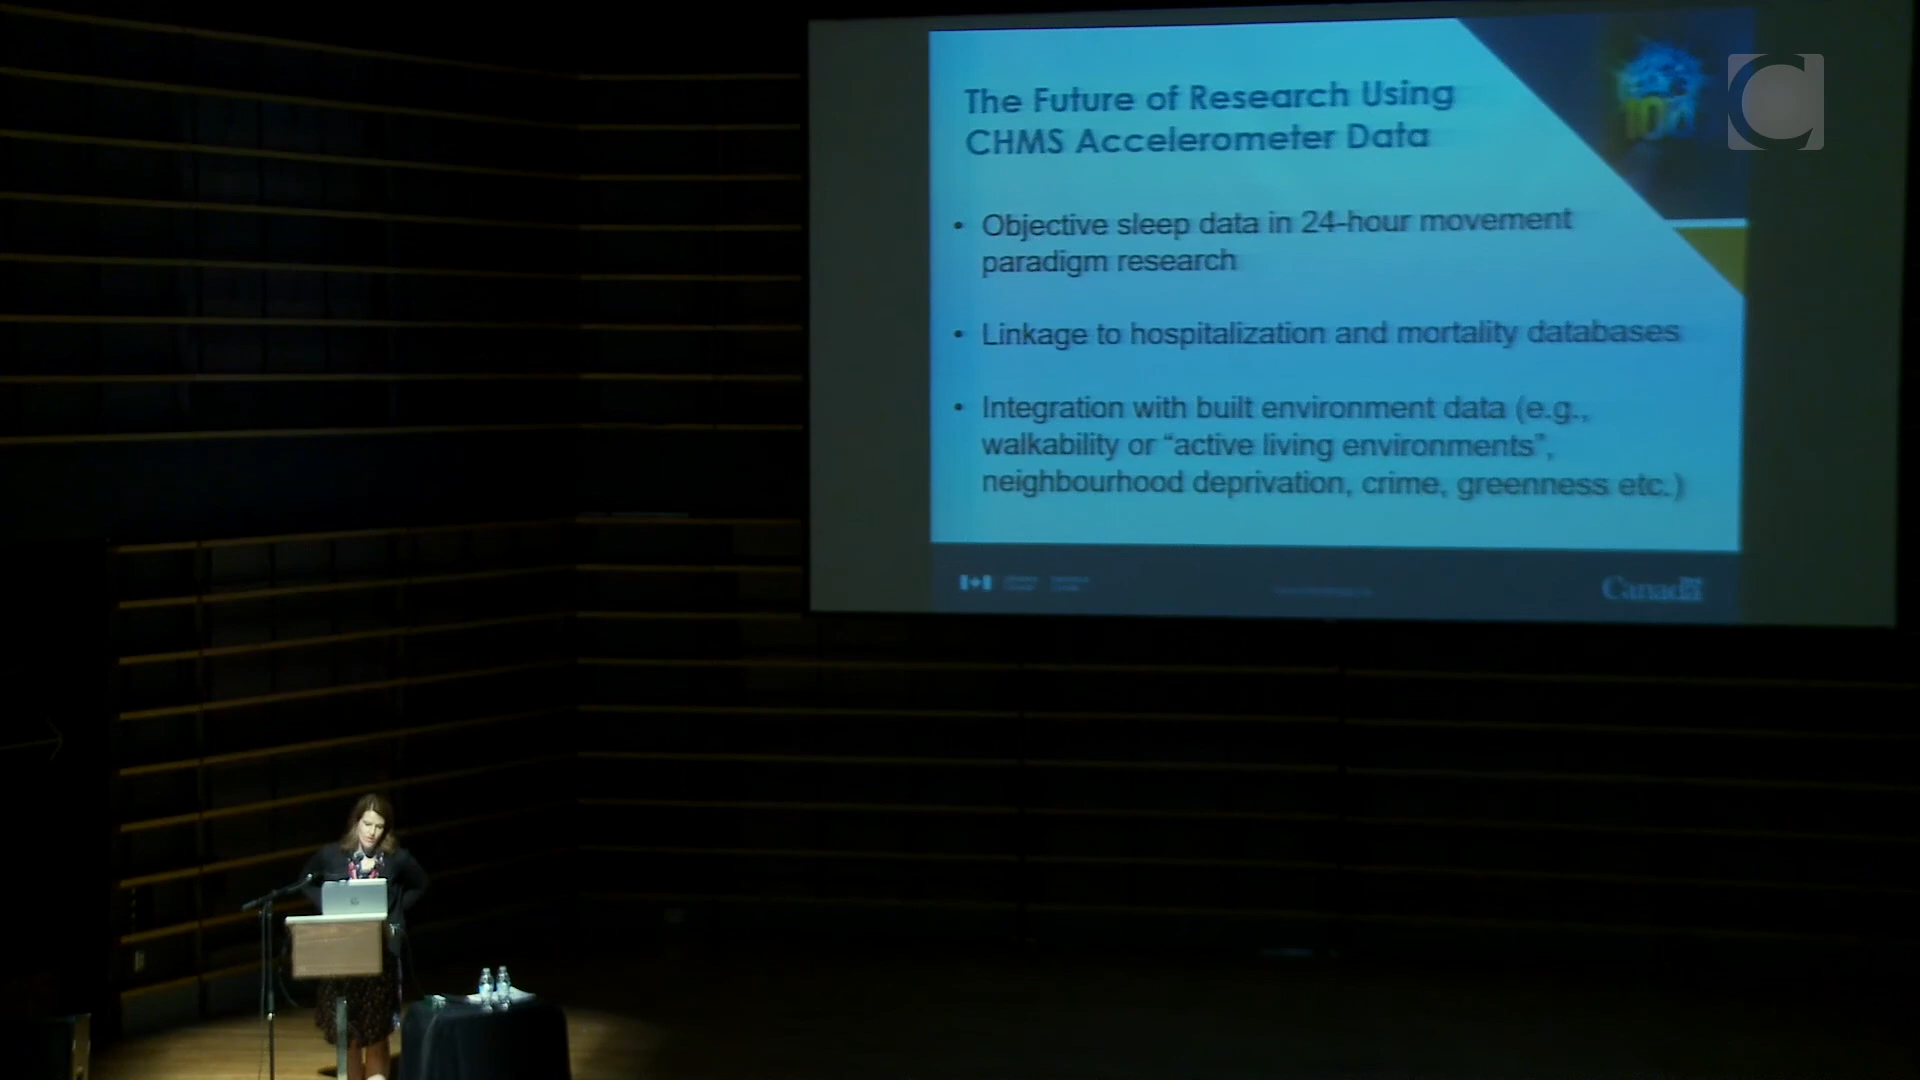 The Future of Research Using
CHMS Accelerometer Data
• Objective sleep data in 24-hour movement
paradigm research
• Linkage to hospitalization and mortality databases
• Integration with built environment data (e.g.,
walkability or “active living environments”,
neighbourhood deprivation, crime, greenness etc.)
Canada